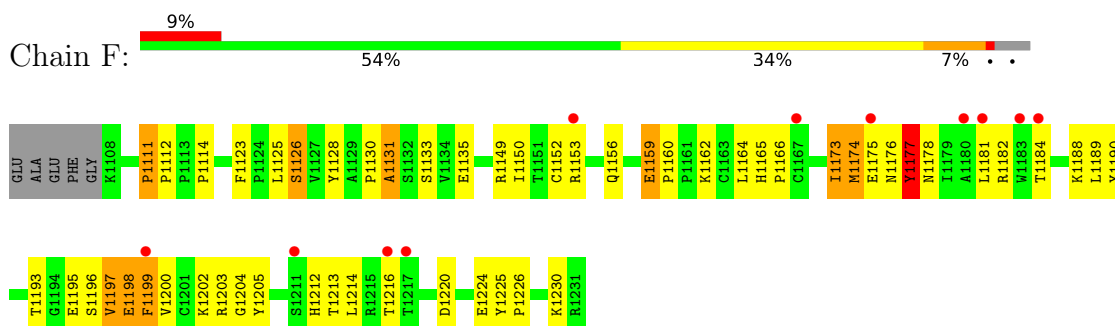 9%
Chain F:
54% 34% 7% • •
GLU ALA GLU PHE GLY K1108 P1111 P1112 P1113 P1114 F1123 P1124 L1125 S1126 V1127 Y1128 A1129 P1130 A1131 S1132 S1133 V1134 E1135 R1149 I1150 T1151 C1152 R1153 Q1156 E1159 P1160 P1161 K1162 C1163 L1164 H1165 P1166 C1167 I1173 M1174 E1175 N1176 Y1177 N1178 I1179 A1180 L1181 R1182 W1183 T1184 K1188 L1189
T1193 G1194 E1195 S1196 V1197 E1198 F1199 V1200 C1201 K1202 R1203 G1204 Y1205 S1211 H1212 T1213 L1214 R1215 T1216 T1217 D1220 E1224 Y1225 P1226 K1230 R1231